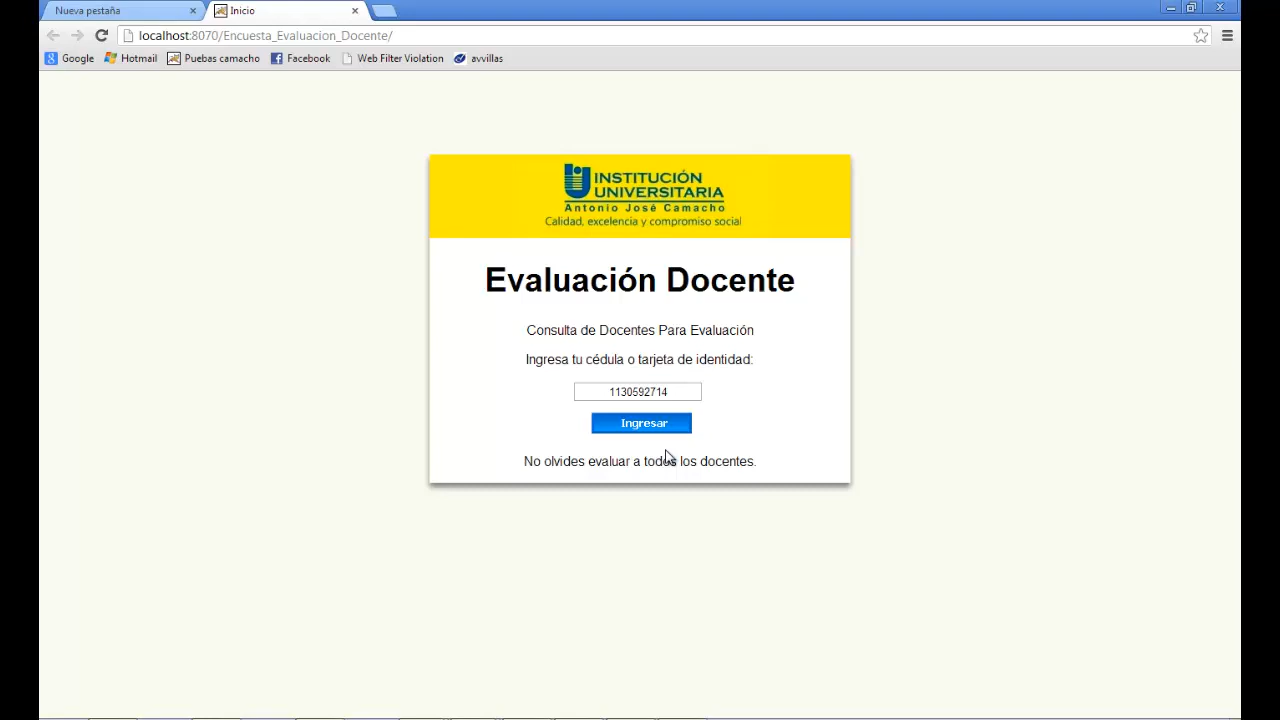 Nueva pestaña
Inicio
localhost:8070/Encuesta_Evaluacion_Docente/
Google Hotmail Puebas camacho Facebook Web Filter Violation avvillas
INSTITUCIÓN
UNIVERSITARIA
Antonio José Camacho
Calidad, excelencia y compromiso social
Evaluación Docente
Consulta de Docentes Para Evaluación
Ingresa tu cédula o tarjeta de identidad:
1130592714
Ingresar
No olvides evaluar a todos los docentes.